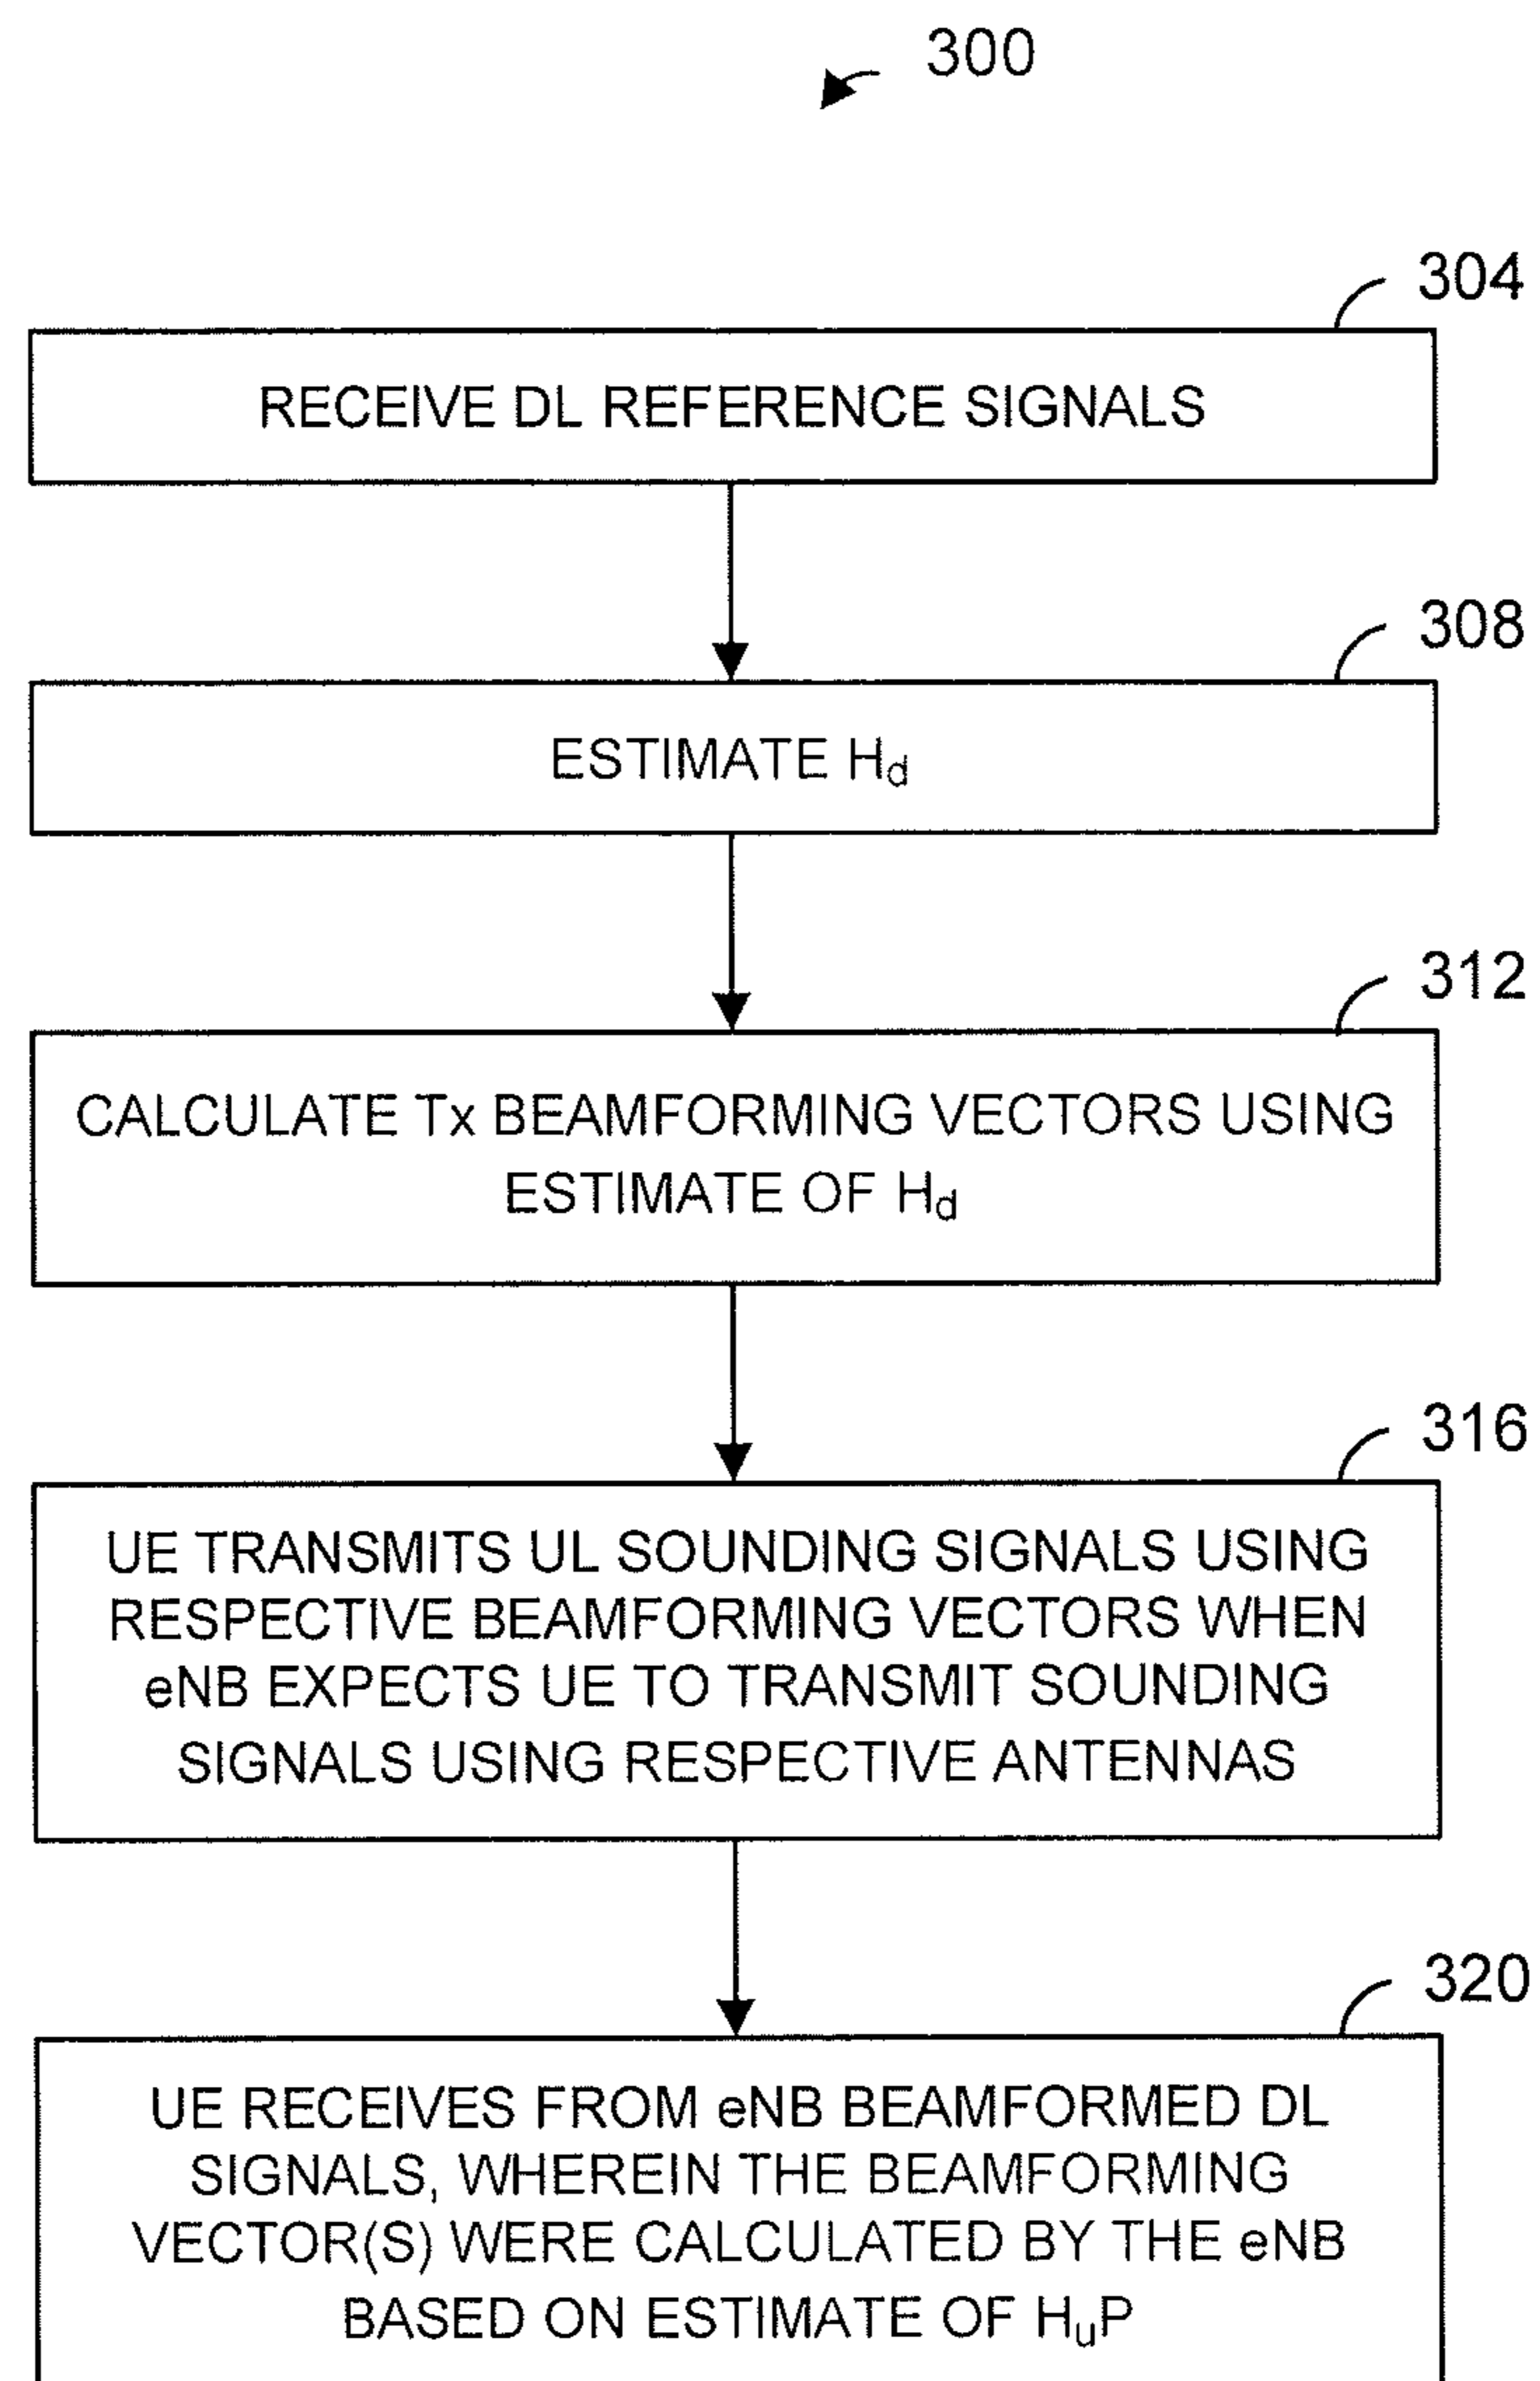 300
304
RECEIVE DL REFERENCE SIGNALS
308
ESTIMATE H_d
312
CALCULATE Tx BEAMFORMING VECTORS USING
ESTIMATE OF H_d
316
UE TRANSMITS UL SOUNDING SIGNALS USING
RESPECTIVE BEAMFORMING VECTORS WHEN
eNB EXPECTS UE TO TRANSMIT SOUNDING
SIGNALS USING RESPECTIVE ANTENNAS
320
UE RECEIVES FROM eNB BEAMFORMED DL
SIGNALS, WHEREIN THE BEAMFORMING
VECTOR(S) WERE CALCULATED BY THE eNB
BASED ON ESTIMATE OF H_uP